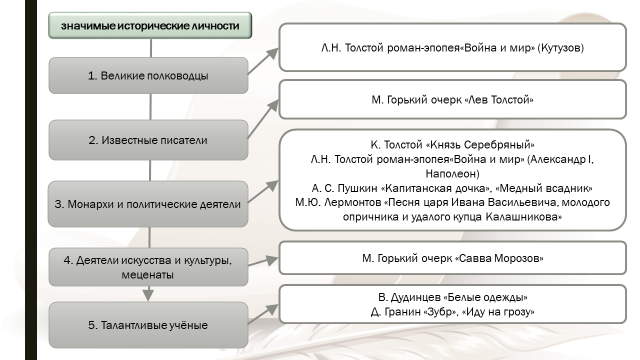 значимые исторические личности
1. Великие полководцы
Л.Н. Толстой роман-эпопея«Война и мир» (Кутузов)
2. Известные писатели
М. Горький очерк «Лев Толстой»
3. Монархи и политические деятели
К. Толстой «Князь Серебряный»
Л.Н. Толстой роман-эпопея«Война и мир» (Александр I,
Наполеон)
А. С. Пушкин «Капитанская дочка», «Медный всадник»
М.Ю. Лермонтов «Песня царя Ивана Васильевича, молодого
опричника и удалого купца Калашникова»
4. Деятели искусства и культуры,
меценаты
М. Горький очерк «Савва Морозов»
5. Талантливые учёные
В. Дудинцев «Белые одежды»
Д. Гранин «Зубр», «Иду на грозу»